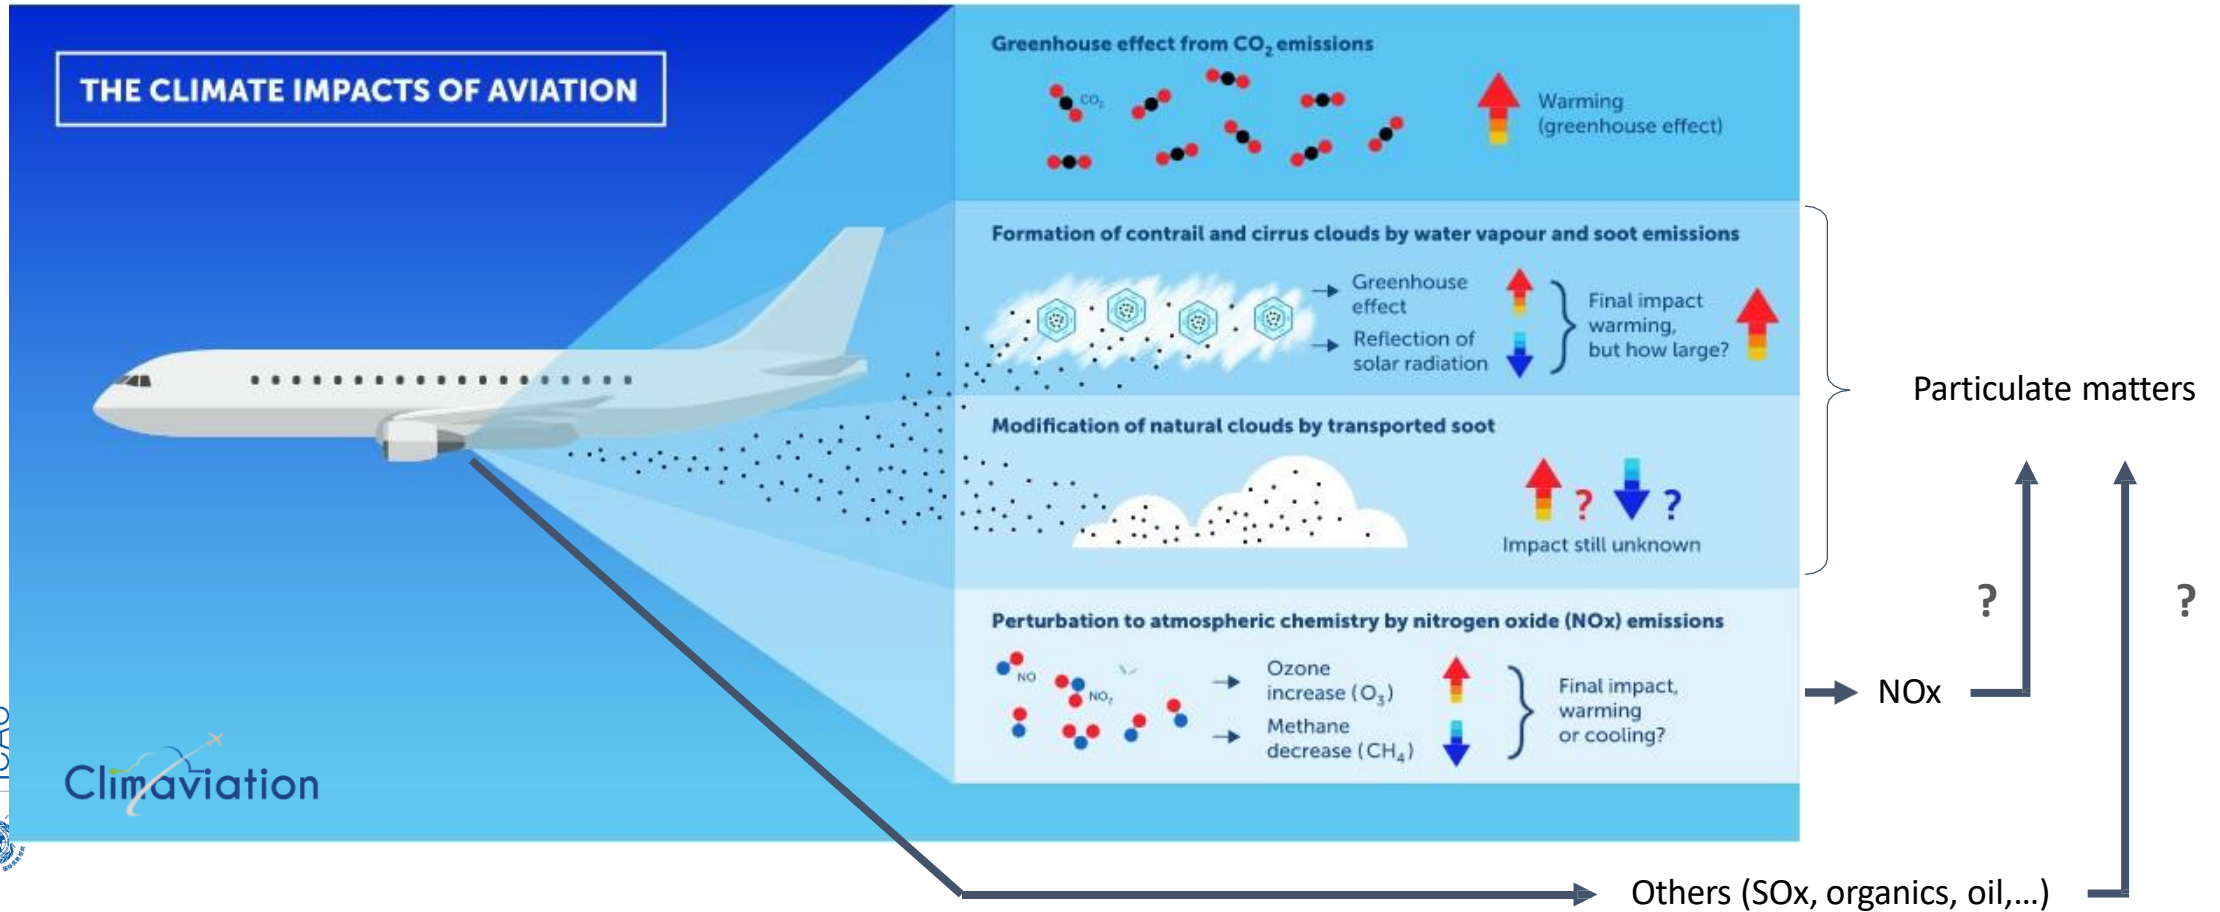 THE CLIMATE IMPACTS OF AVIATION
Greenhouse effect from CO₂ emissions
CO₂
Warming
(greenhouse effect)
Formation of contrail and cirrus clouds by water vapour and soot emissions
Greenhouse
effect
Reflection of
solar radiation
Final impact
warming,
but how large?
Modification of natural clouds by transported soot
? ?
Impact still unknown
Perturbation to atmospheric chemistry by nitrogen oxide (NOx) emissions
NO
NO₂
Ozone
increase (O₃)
Methane
decrease (CH₄)
Final impact,
warming
or cooling?
Particulate matters
? ?
NOx
Others (SOx, organics, oil,...)
Climaviation
ICAO